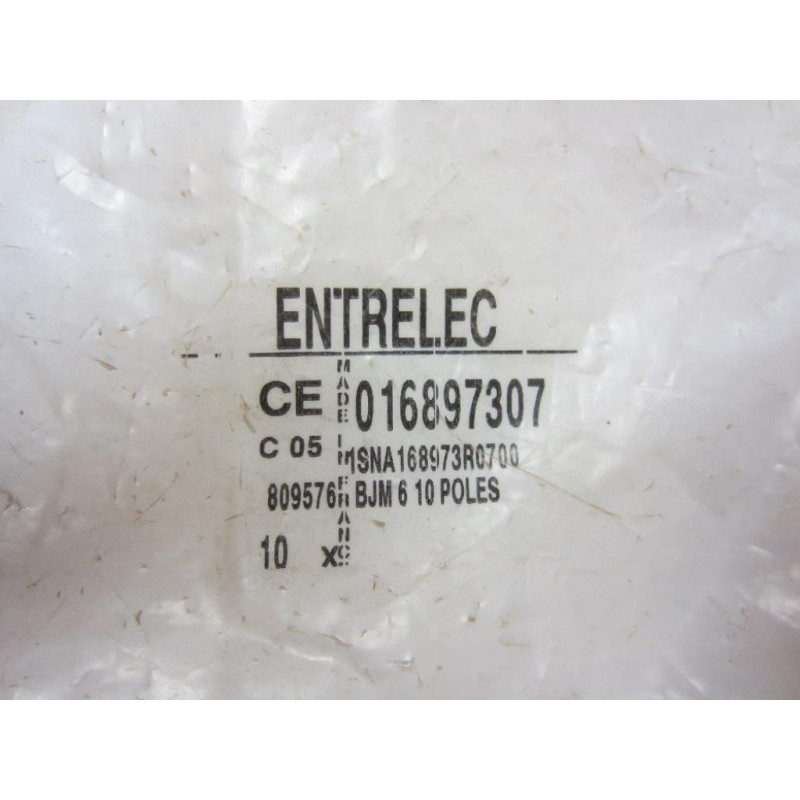 ENTRELEC
CE 016897307
C 05 1SNA168973R0700
809576 BJM 6 10 POLES
10 x
MADE IN FRANCE